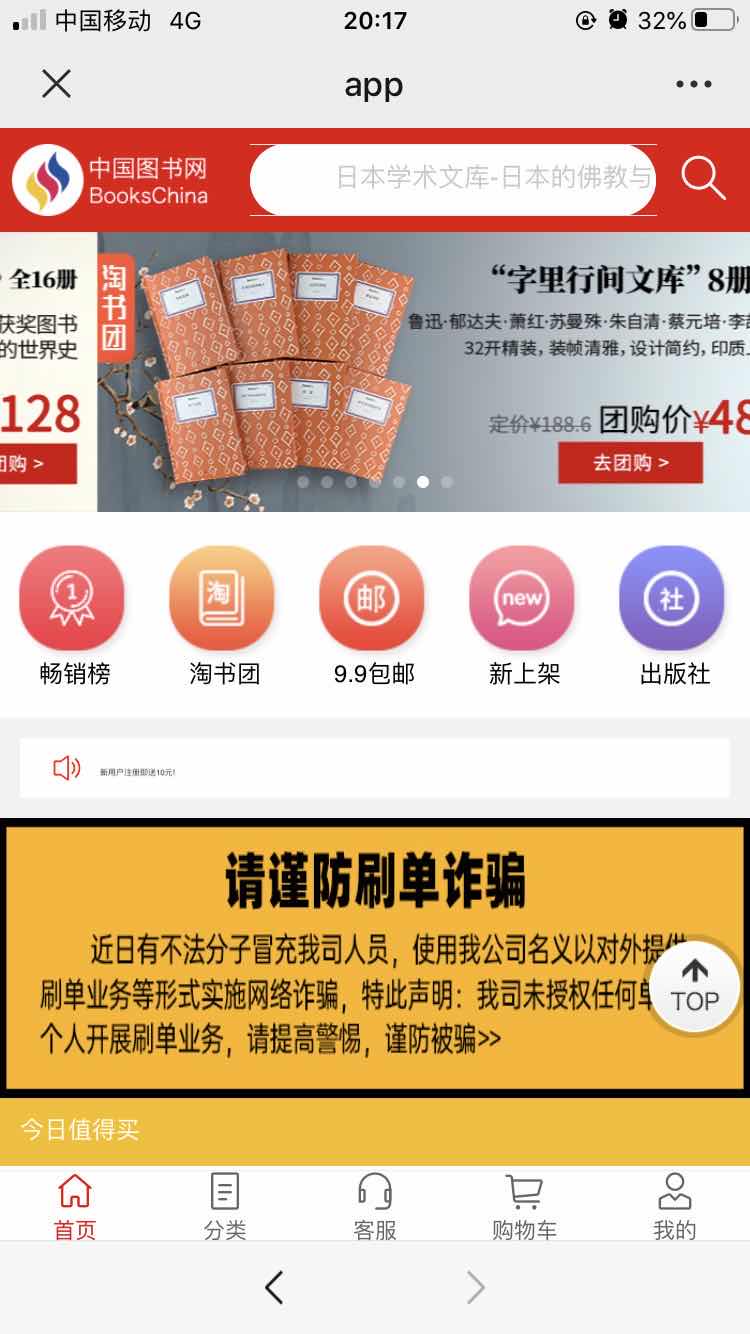 中国移动 4G 20:17 32%
app
中国图书网
BooksChina
日本学术文库-日本的佛教与
全16册
获奖图书
的世界史
128
团购 >
淘书团
“字里行间文库” 8册
鲁迅·郁达夫·萧红·苏曼殊·朱自清·蔡元培·李
32开精装，装帧清雅，设计简约，印质
定价¥188.6 团购价¥48
去团购 >
1
淘
邮
new
社
畅销榜
淘书团
9.9包邮
新上架
出版社
新用户注册即送10元!
请谨防刷单诈骗
近日有不法分子冒充我司人员，使用我公司名义以对外提供
刷单业务等形式实施网络诈骗，特此声明：我司未授权任何单
个人开展刷单业务，请提高警惕，谨防被骗>>
TOP
今日值得买
首页
分类
客服
购物车
我的